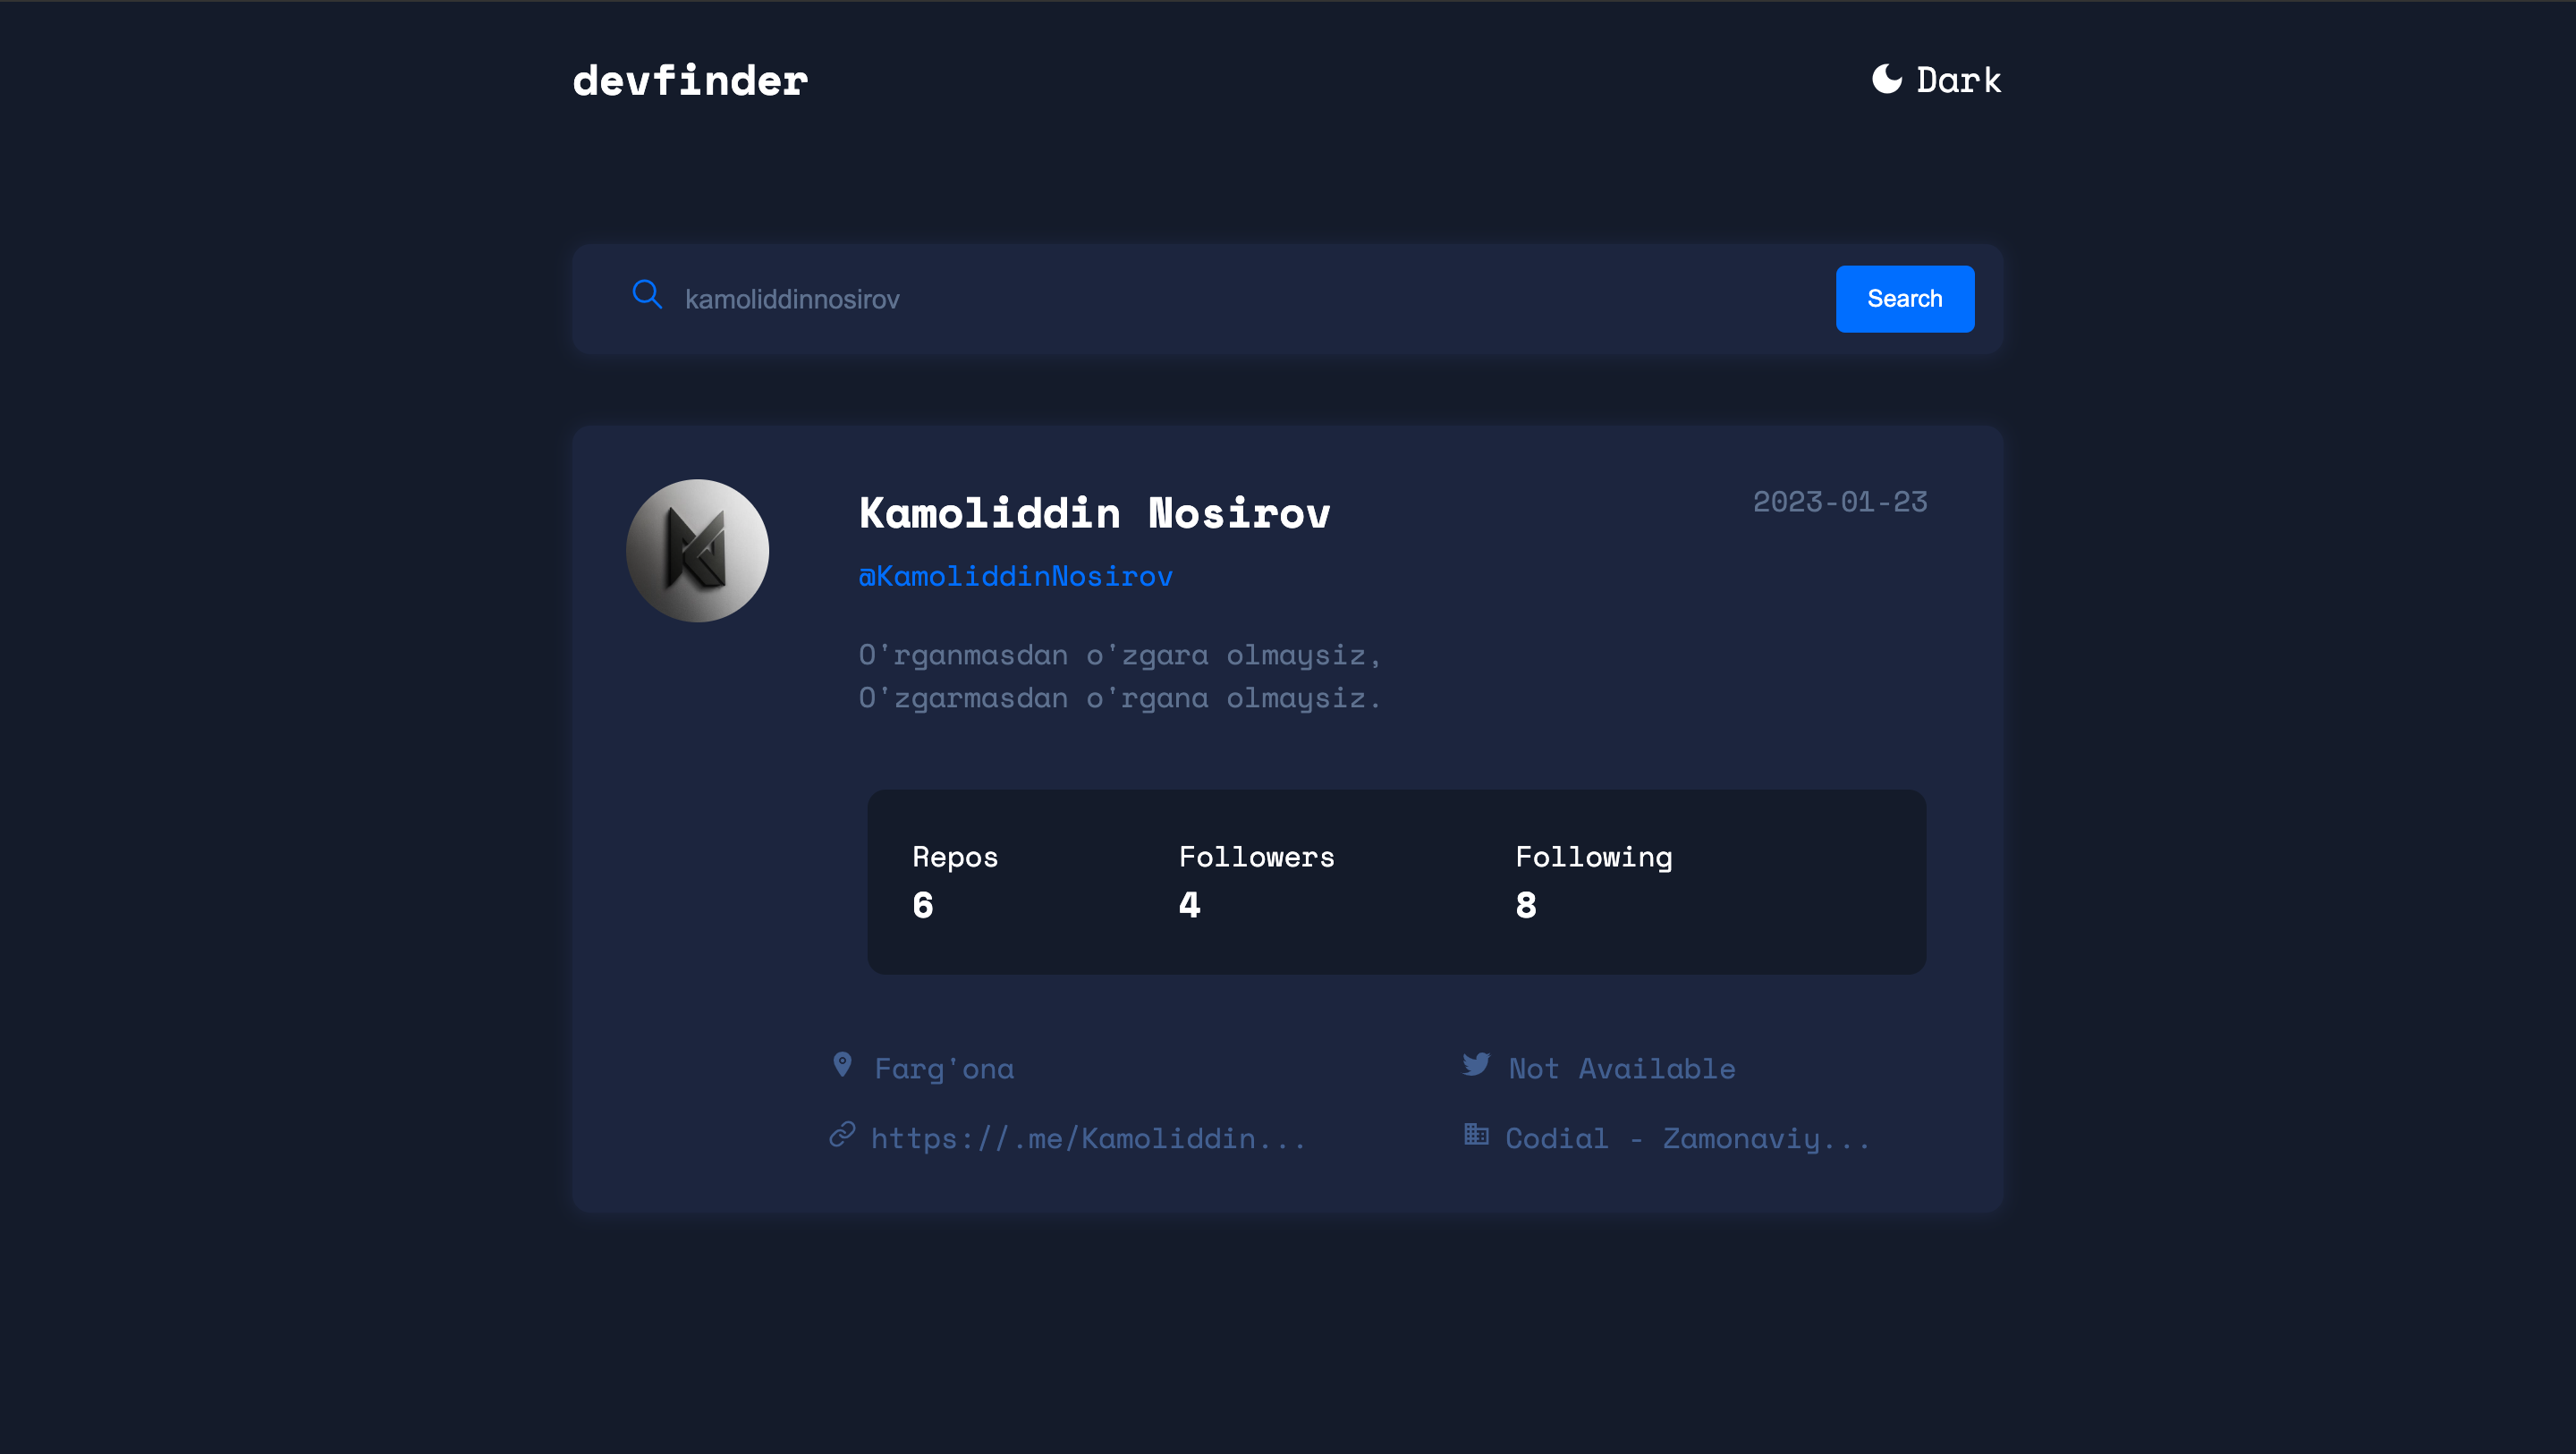 devfinder
Dark
kamoliddinnosirov
Search
Kamoliddin Nosirov
2023-01-23
@KamoliddinNosirov
O'rganmasdan o'zgara olmaysiz,
O'zgarmasdan o'rgana olmaysiz.
Repos
Followers
Following
6
4
8
Farg'ona
Not Available
https://.me/Kamoliddin...
Codial - Zamonaviy...